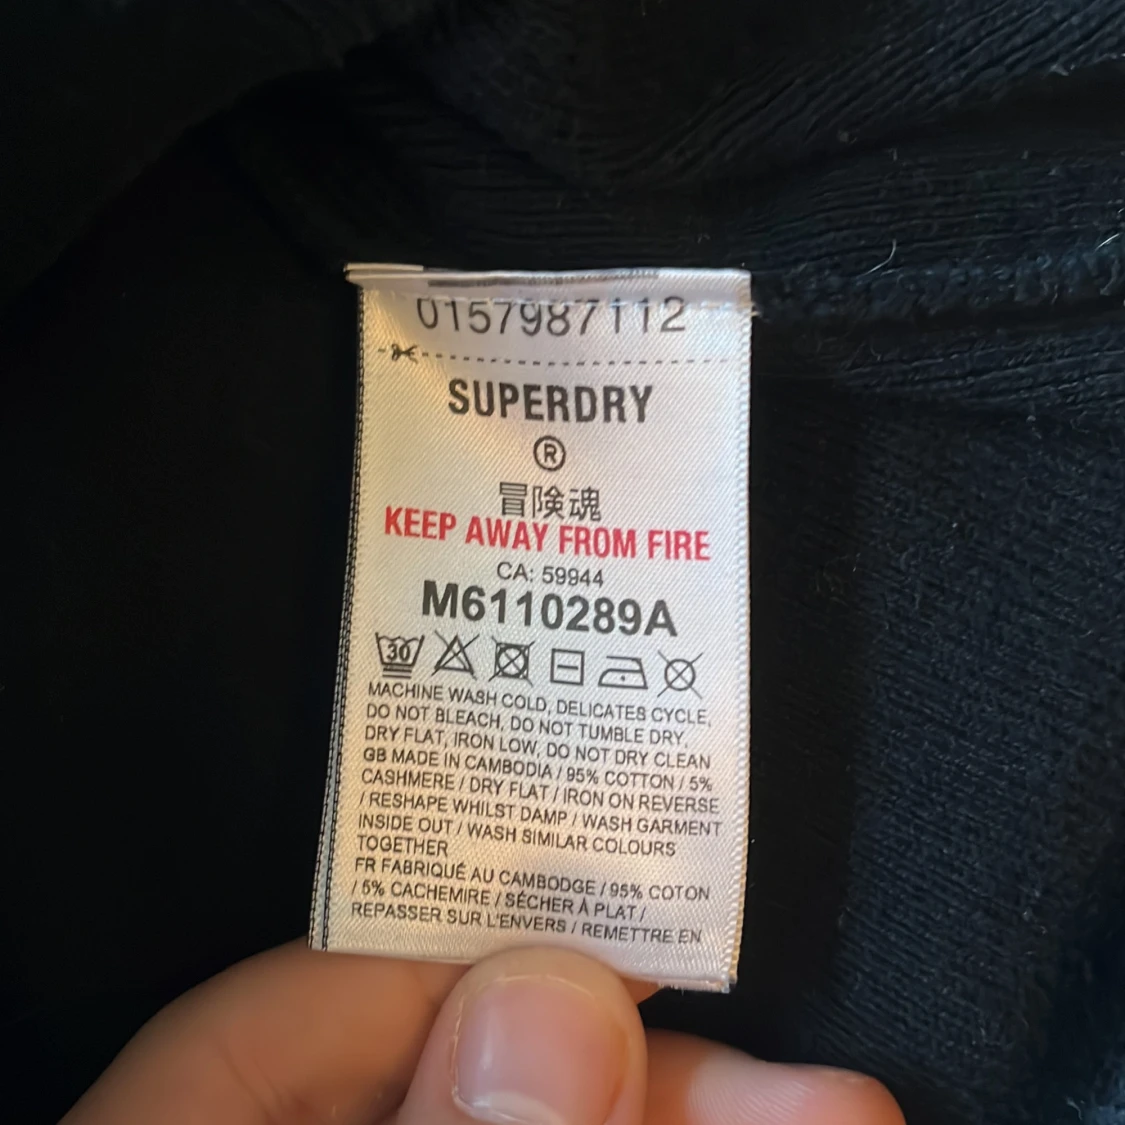 0157987112
SUPERDRY
®
冒険魂
KEEP AWAY FROM FIRE
CA: 59944
M6110289A
30
MACHINE WASH COLD, DELICATES CYCLE,
DO NOT BLEACH, DO NOT TUMBLE DRY,
DRY FLAT, IRON LOW, DO NOT DRY CLEAN
GB MADE IN CAMBODIA / 95% COTTON / 5%
CASHMERE / DRY FLAT / IRON ON REVERSE
/ RESHAPE WHILST DAMP / WASH GARMENT
INSIDE OUT / WASH SIMILAR COLOURS
TOGETHER
FR FABRIQUÉ AU CAMBODGE / 95% COTON
/ 5% CACHEMIRE / SÉCHER À PLAT /
REPASSER SUR L'ENVERS / REMETTRE EN